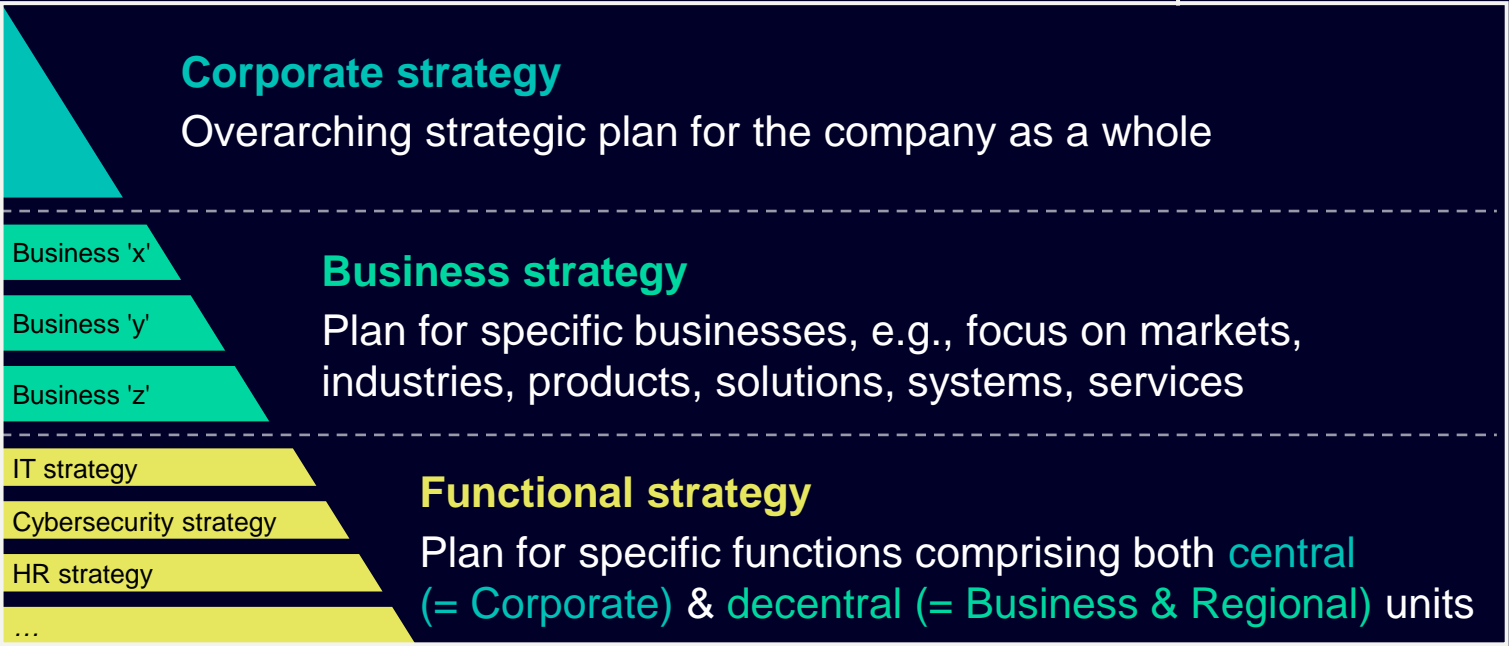 Corporate strategy
Overarching strategic plan for the company as a whole
Business 'x'
Business 'y'
Business 'z'
Business strategy
Plan for specific businesses, e.g., focus on markets,
industries, products, solutions, systems, services
IT strategy
Cybersecurity strategy
HR strategy
...
Functional strategy
Plan for specific functions comprising both central
(= Corporate) & decentral (= Business & Regional) units